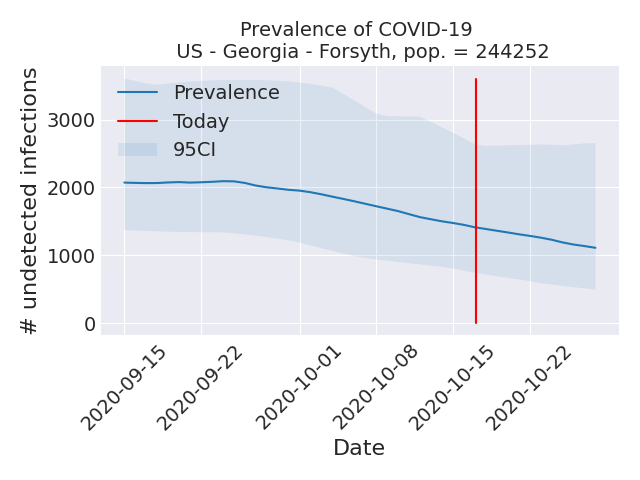 Prevalence of COVID-19
US - Georgia - Forsyth, pop. = 244252
# undetected infections
3000
2000
1000
0
Prevalence
Today
95CI
2020-09-15
2020-09-22
2020-10-01
2020-10-08
2020-10-15
2020-10-22
Date